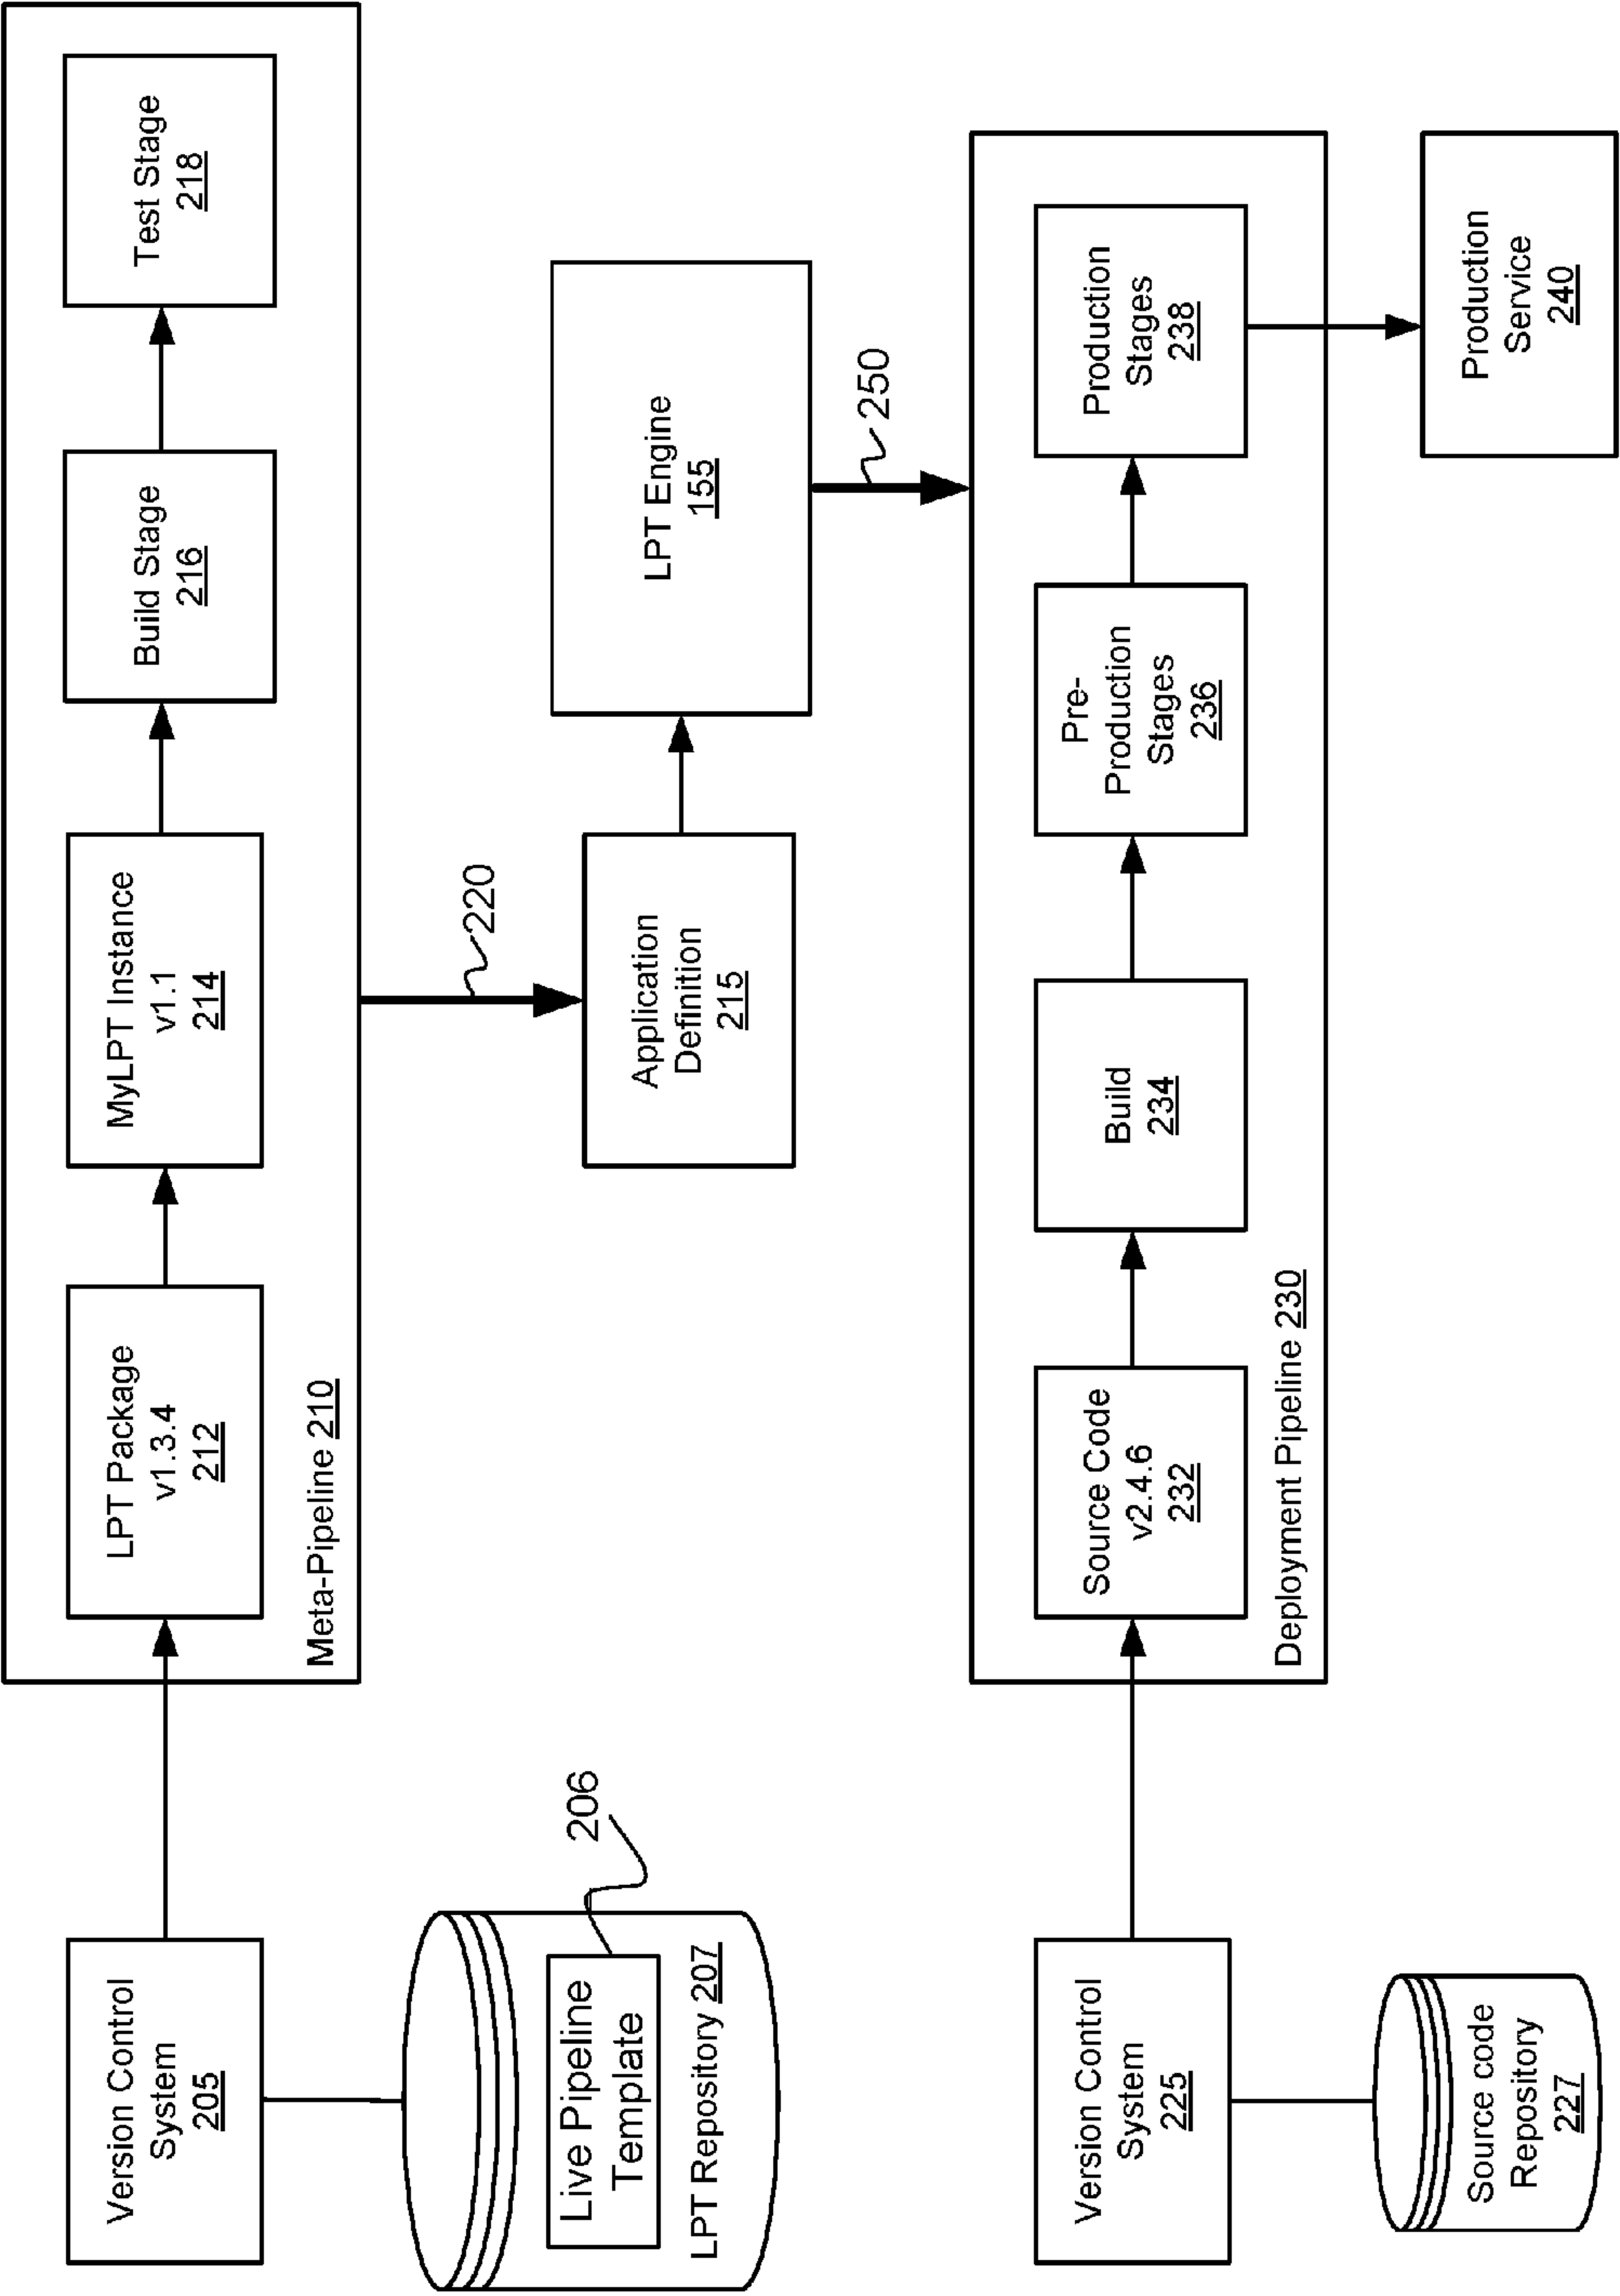 Version Control
System
205
LPT Package
v1.3.4
212
MyLPT Instance
v1.1
214
Build Stage
216
Test Stage
218
Meta-Pipeline 210
220
206
Live Pipeline
Template
LPT Repository 207
Application
Definition
215
LPT Engine
155
250
Version Control
System
225
Source Code
v2.4.6
232
Build
234
Pre-
Production
Stages
236
Production
Stages
238
Deployment Pipeline 230
Source code
Repository
227
Production
Service
240